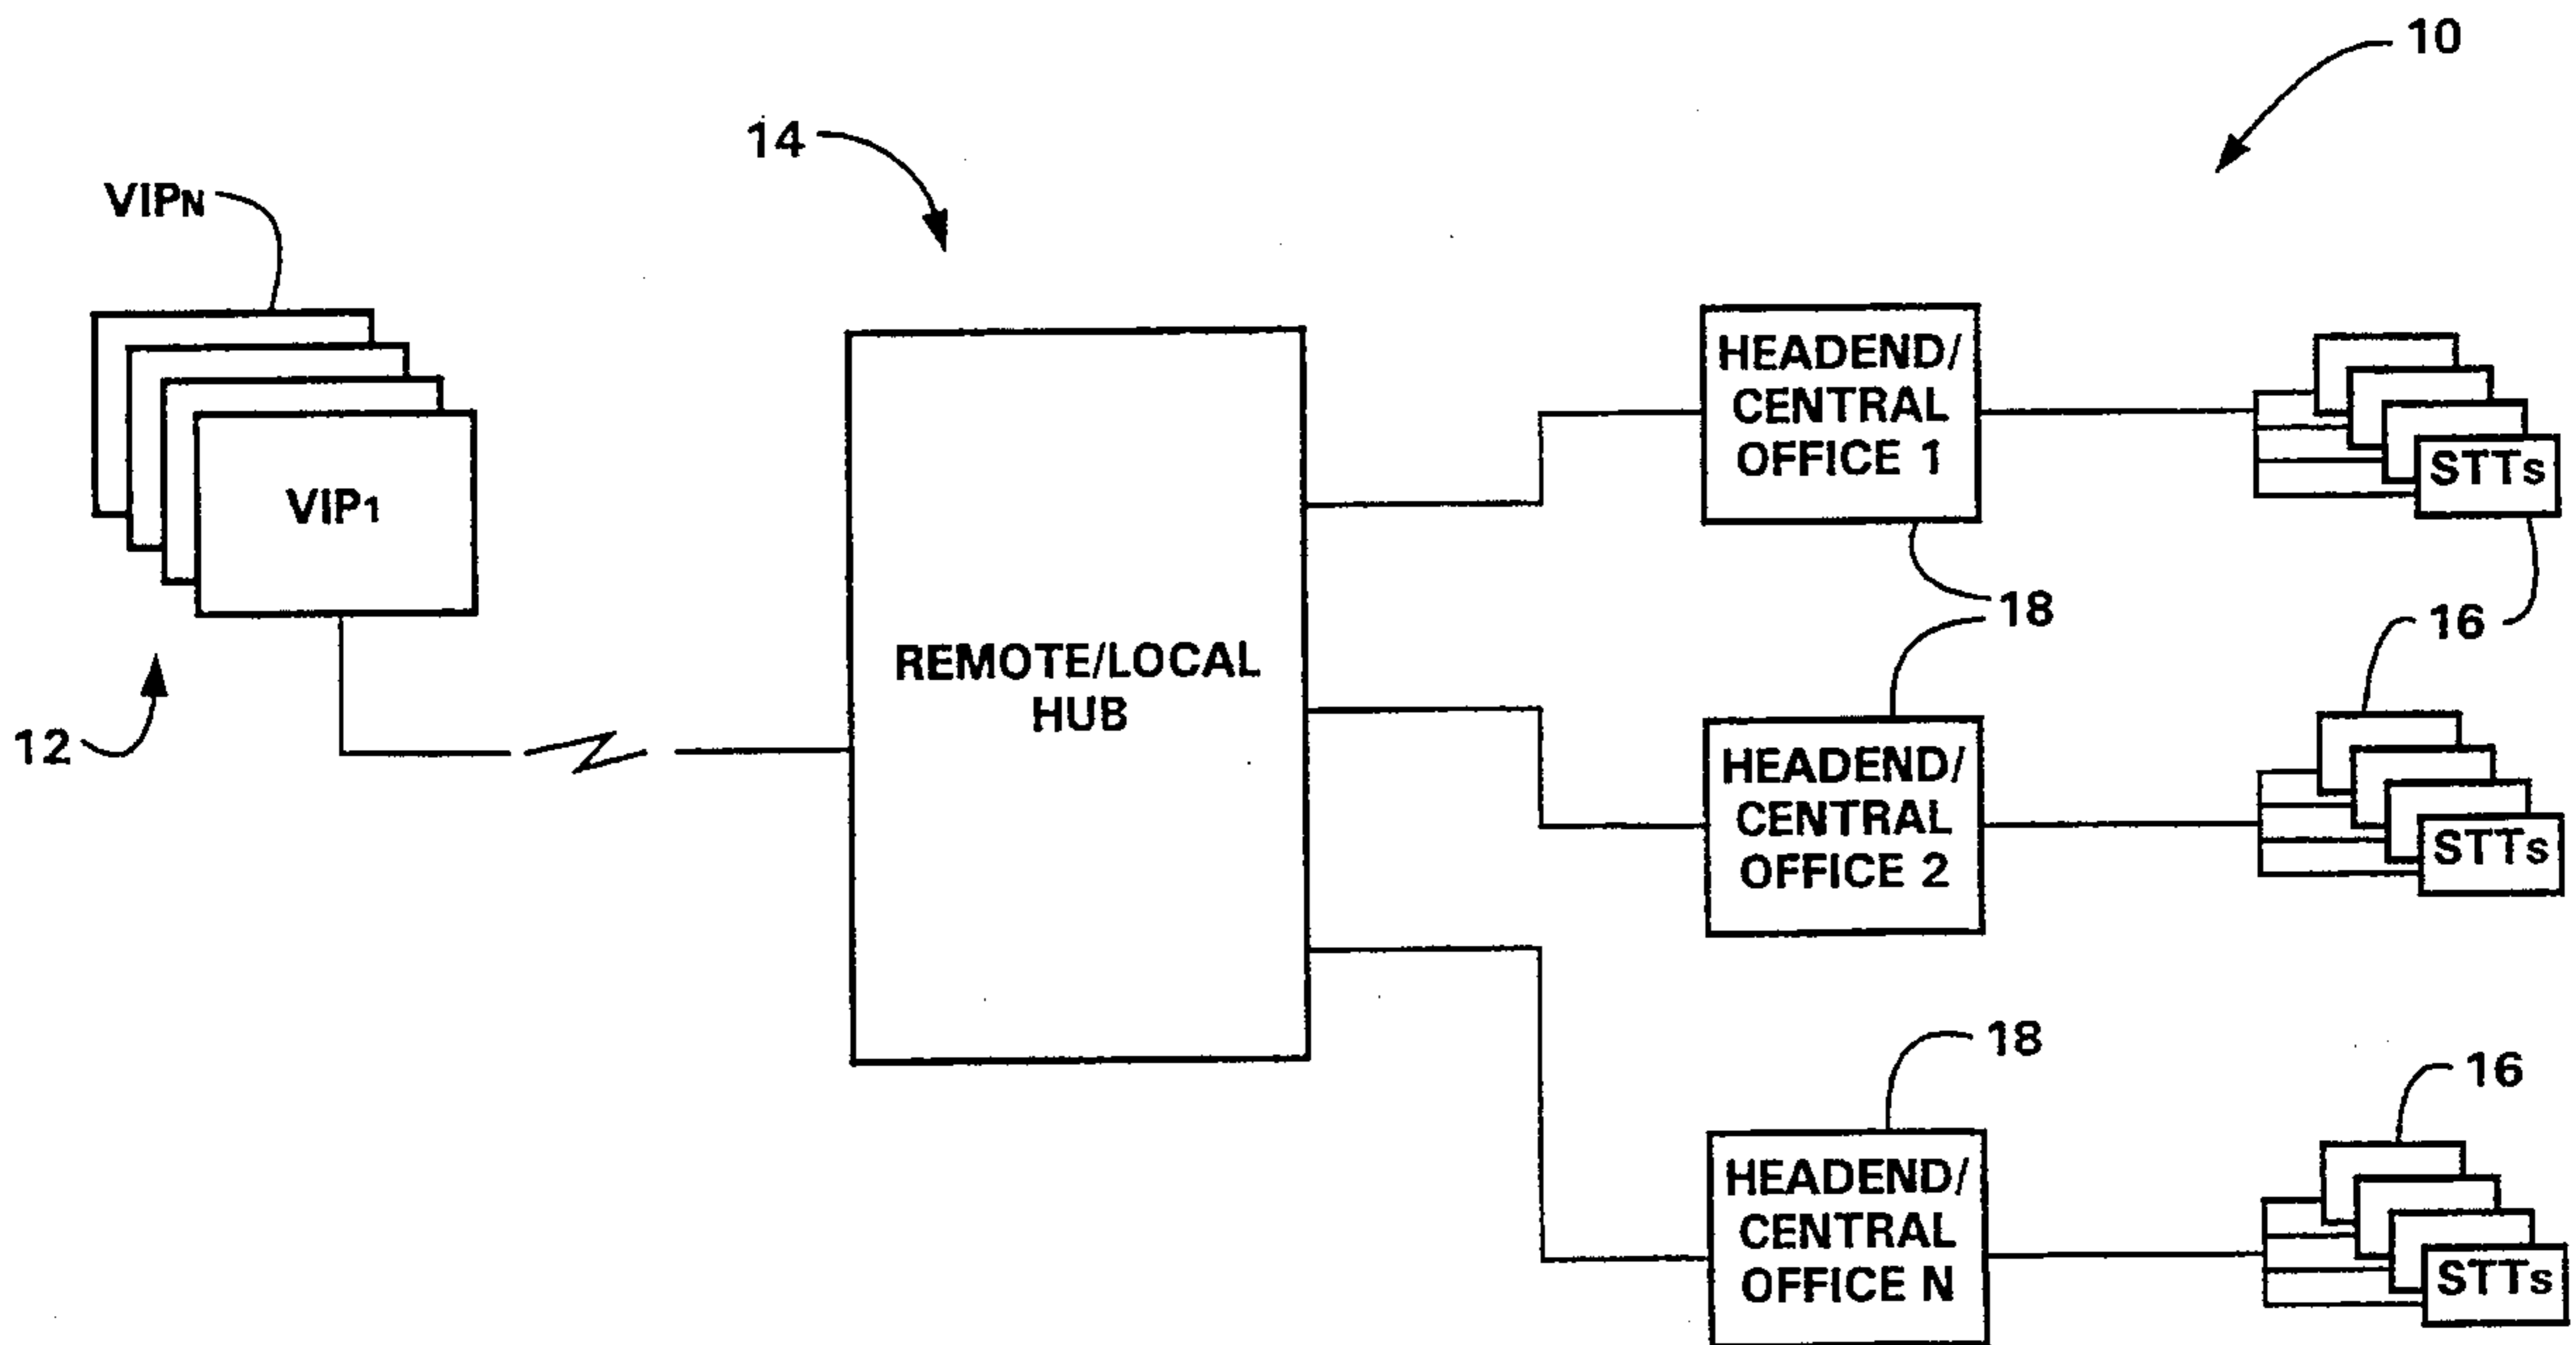 10
14
VIPN
VIP1
12
REMOTE/LOCAL
HUB
HEADEND/
CENTRAL
OFFICE 1
18
STTs
16
HEADEND/
CENTRAL
OFFICE 2
STTs
18
HEADEND/
CENTRAL
OFFICE N
16
STTs